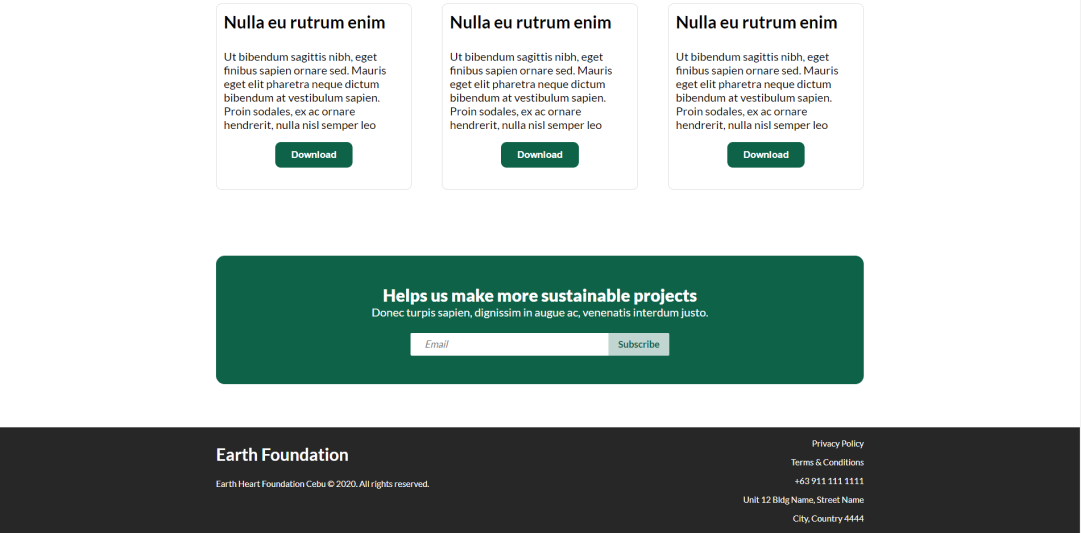 Nulla eu rutrum enim
Ut bibendum sagittis nibh, eget
finibus sapien ornare sed. Mauris
eget elit pharetra neque dictum
bibendum at vestibulum sapien.
Proin sodales, ex ac ornare
hendrerit, nulla nisl semper leo
Download
Nulla eu rutrum enim
Ut bibendum sagittis nibh, eget
finibus sapien ornare sed. Mauris
eget elit pharetra neque dictum
bibendum at vestibulum sapien.
Proin sodales, ex ac ornare
hendrerit, nulla nisl semper leo
Download
Nulla eu rutrum enim
Ut bibendum sagittis nibh, eget
finibus sapien ornare sed. Mauris
eget elit pharetra neque dictum
bibendum at vestibulum sapien.
Proin sodales, ex ac ornare
hendrerit, nulla nisl semper leo
Download
Helps us make more sustainable projects
Donec turpis sapien, dignissim in augue ac, venenatis interdum justo.
Email
Subscribe
Earth Foundation
Earth Heart Foundation Cebu © 2020. All rights reserved.
Privacy Policy
Terms & Conditions
+63 911 111 1111
Unit 12 Bldg Name, Street Name
City, Country 4444